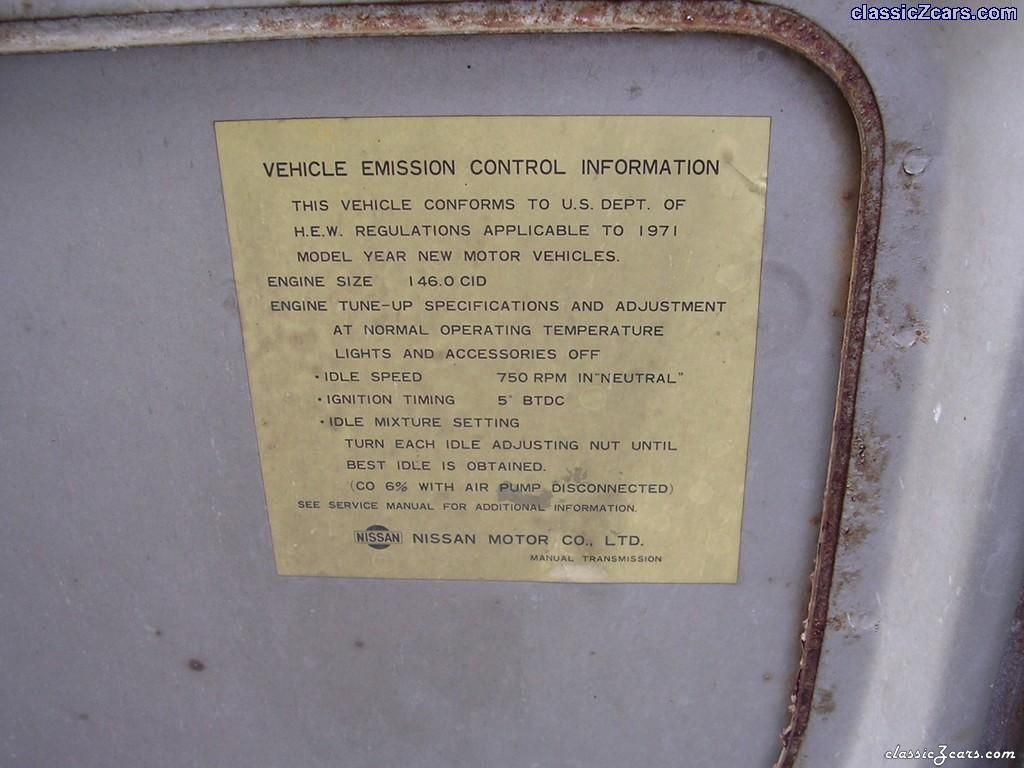 classicZcars.com
VEHICLE EMISSION CONTROL INFORMATION
THIS VEHICLE CONFORMS TO U.S. DEPT. OF
H.E.W. REGULATIONS APPLICABLE TO 1971
MODEL YEAR NEW MOTOR VEHICLES.
ENGINE SIZE 146.0 CID
ENGINE TUNE-UP SPECIFICATIONS AND ADJUSTMENT
AT NORMAL OPERATING TEMPERATURE
LIGHTS AND ACCESSORIES OFF
• IDLE SPEED 750 RPM IN "NEUTRAL"
• IGNITION TIMING 5° BTDC
• IDLE MIXTURE SETTING
TURN EACH IDLE ADJUSTING NUT UNTIL
BEST IDLE IS OBTAINED.
(CO 6% WITH AIR PUMP DISCONNECTED)
SEE SERVICE MANUAL FOR ADDITIONAL INFORMATION.
NISSAN NISSAN MOTOR CO., LTD.
MANUAL TRANSMISSION
classicZcars.com